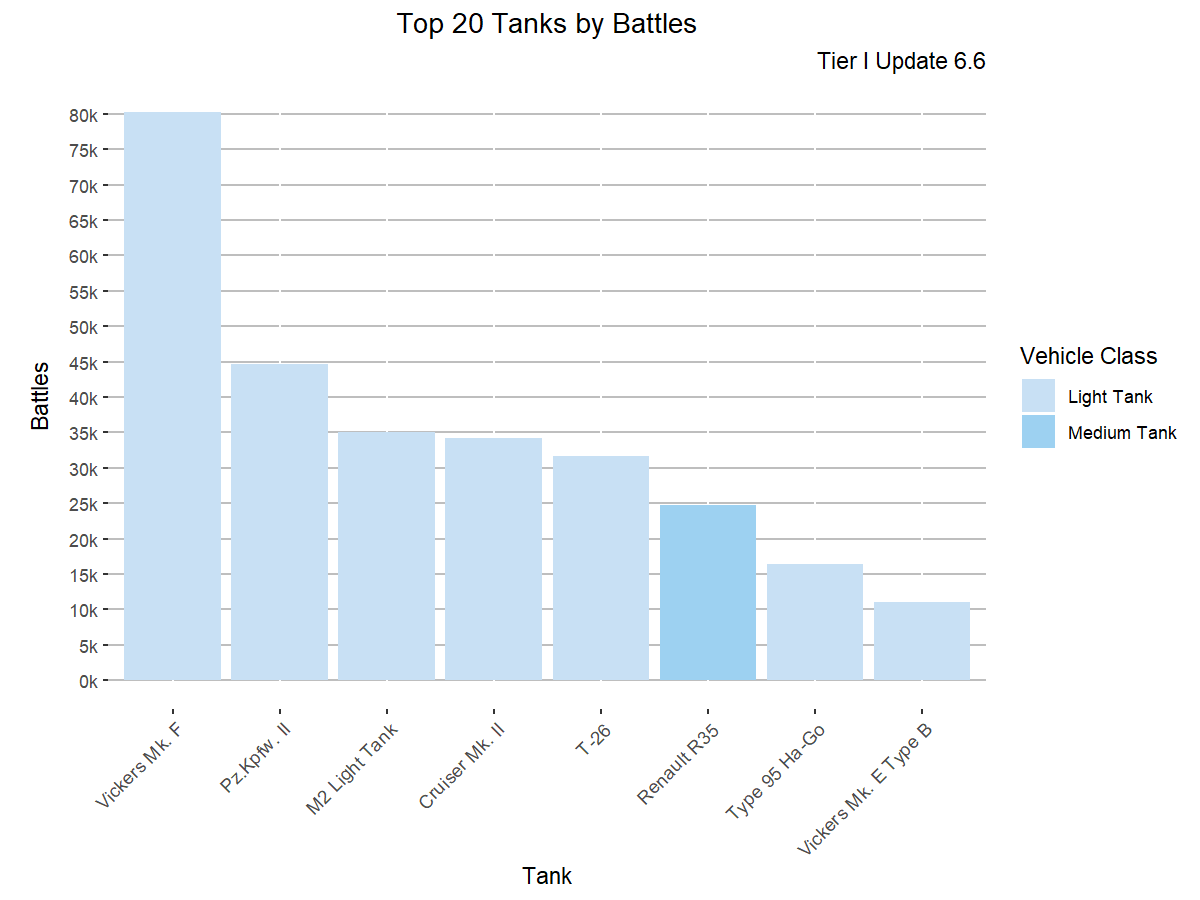 Top 20 Tanks by Battles
Tier I Update 6.6
80k
75k
70k
65k
60k
55k
50k
45k
40k
35k
30k
25k
20k
15k
10k
5k
0k
Battles
Vickers Mk. F
Pz.Kpfw. II
M2 Light Tank
Cruiser Mk. II
T-26
Renault R35
Type 95 Ha-Go
Vickers Mk. E Type B
Tank
Vehicle Class
Light Tank
Medium Tank